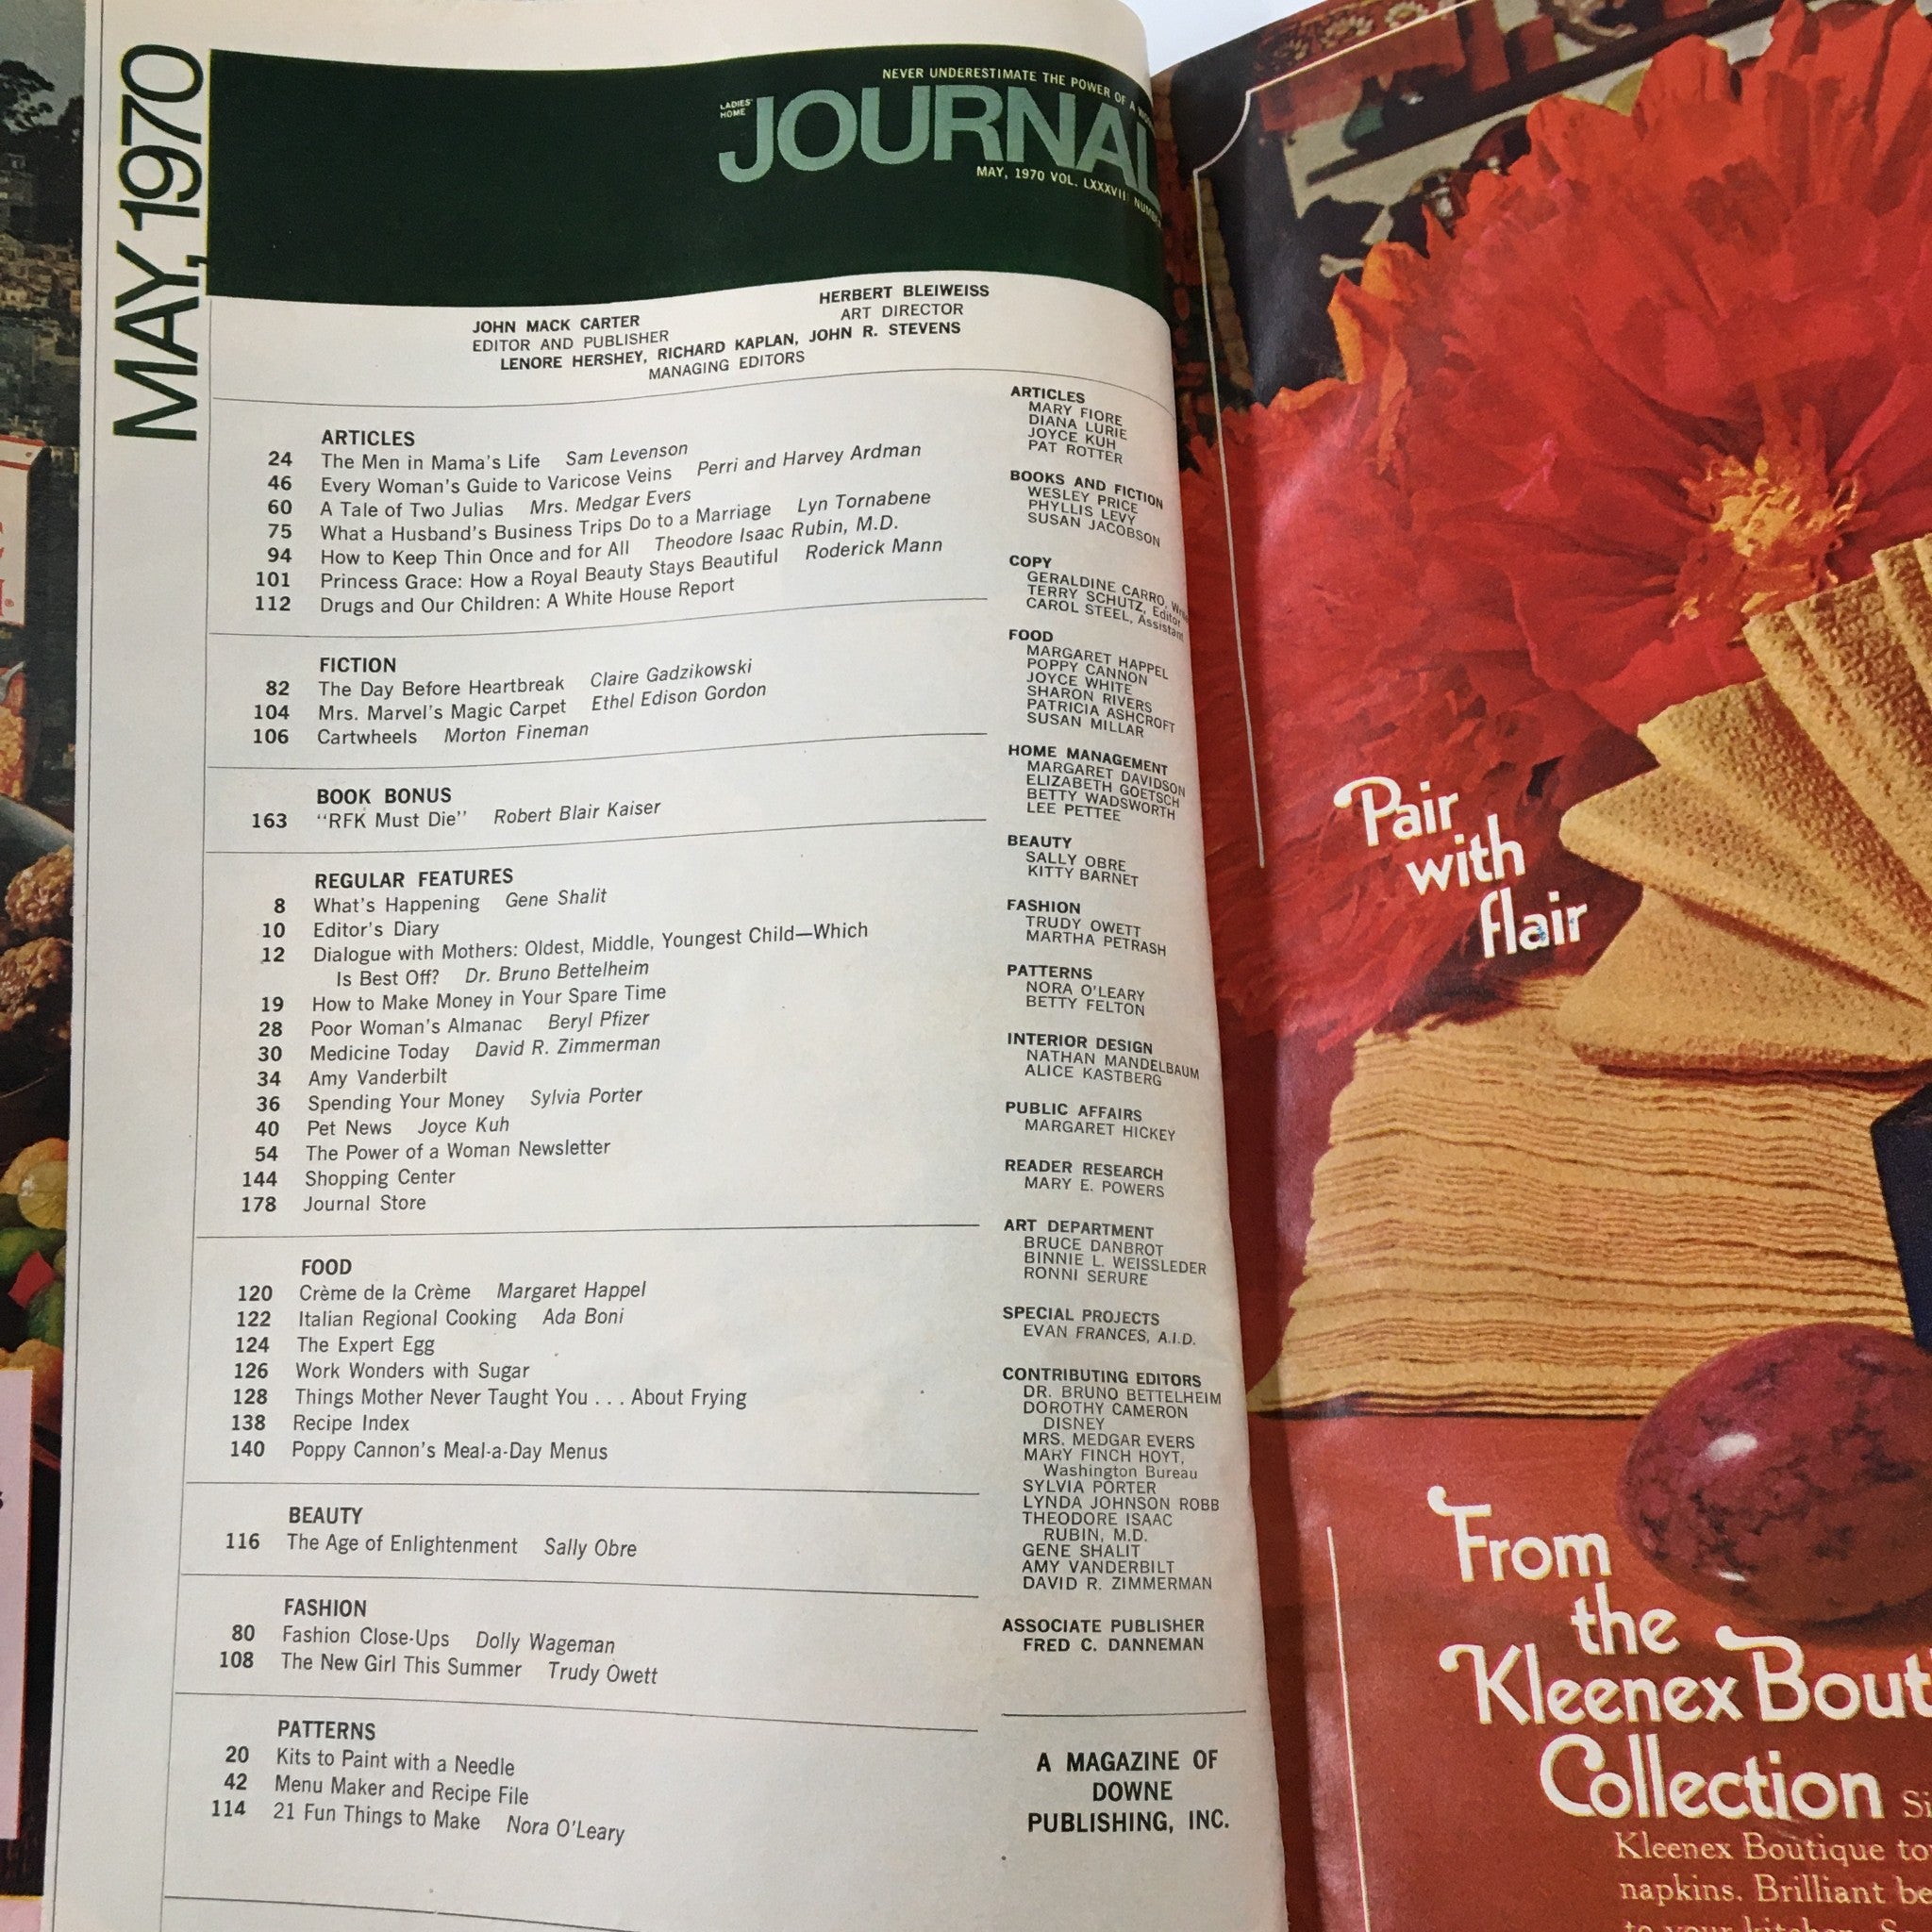 MAY, 1970
NEVER UNDERESTIMATE THE POWER OF A
LADIES'
HOME
JOURNAL
MAY, 1970 VOL. LXXXVII
JOHN MACK CARTER
EDITOR AND PUBLISHER
HERBERT BLEIWEISS
ART DIRECTOR
LENORE HERSHEY, RICHARD KAPLAN, JOHN R. STEVENS
MANAGING EDITORS
ARTICLES
24 The Men in Mama's Life Sam Levenson
46 Every Woman's Guide to Varicose Veins Perri and Harvey Ardman
60 A Tale of Two Julias Mrs. Medgar Evers
75 What a Husband's Business Trips Do to a Marriage Lyn Tornabene
94 How to Keep Thin Once and for All Theodore Isaac Rubin, M.D.
101 Princess Grace: How a Royal Beauty Stays Beautiful Roderick Mann
112 Drugs and Our Children: A White House Report
FICTION
82 The Day Before Heartbreak Claire Gadzikowski
104 Mrs. Marvel's Magic Carpet Ethel Edison Gordon
106 Cartwheels Morton Fineman
BOOK BONUS
163 "RFK Must Die" Robert Blair Kaiser
REGULAR FEATURES
8 What's Happening Gene Shalit
10 Editor's Diary
12 Dialogue with Mothers: Oldest, Middle, Youngest Child—Which
Is Best Off? Dr. Bruno Bettelheim
19 How to Make Money in Your Spare Time
28 Poor Woman's Almanac Beryl Pfizer
30 Medicine Today David R. Zimmerman
34 Amy Vanderbilt
36 Spending Your Money Sylvia Porter
40 Pet News Joyce Kuh
54 The Power of a Woman Newsletter
144 Shopping Center
178 Journal Store
FOOD
120 Crème de la Crème Margaret Happel
122 Italian Regional Cooking Ada Boni
124 The Expert Egg
126 Work Wonders with Sugar
128 Things Mother Never Taught You . . . About Frying
138 Recipe Index
140 Poppy Cannon's Meal-a-Day Menus
BEAUTY
116 The Age of Enlightenment Sally Obre
FASHION
80 Fashion Close-Ups Dolly Wageman
108 The New Girl This Summer Trudy Owett
PATTERNS
20 Kits to Paint with a Needle
42 Menu Maker and Recipe File
114 21 Fun Things to Make Nora O'Leary
ARTICLES
MARY FIORE
DIANA LURIE
JOYCE KUH
PAT ROTTER
BOOKS AND FICTION
WESLEY PRICE
PHYLLIS LEVY
SUSAN JACOBSON
COPY
GERALDINE CARRO,
TERRY SCHUTZ, Editor
CAROL STEEL, Assistant
FOOD
MARGARET HAPPEL
POPPY CANNON
JOYCE WHITE
SHARON RIVERS
PATRICIA ASHCROFT
SUSAN MILLAR
HOME MANAGEMENT
MARGARET DAVIDSON
ELIZABETH GOETSCH
BETTY WADSWORTH
LEE PETTEE
BEAUTY
SALLY OBRE
KITTY BARNET
FASHION
TRUDY OWETT
MARTHA PETRASH
PATTERNS
NORA O'LEARY
BETTY FELTON
INTERIOR DESIGN
NATHAN MANDELBAUM
ALICE KASTBERG
PUBLIC AFFAIRS
MARGARET HICKEY
READER RESEARCH
MARY E. POWERS
ART DEPARTMENT
BRUCE DANBROT
BINNIE L. WEISSLEDER
RONNI SERURE
SPECIAL PROJECTS
EVAN FRANCES, A.I.D.
CONTRIBUTING EDITORS
DR. BRUNO BETTELHEIM
DOROTHY CAMERON
DISNEY
MRS. MEDGAR EVERS
MARY FINCH HOYT,
Washington Bureau
SYLVIA PORTER
LYNDA JOHNSON ROBB
THEODORE ISAAC
RUBIN, M.D.
GENE SHALIT
AMY VANDERBILT
DAVID R. ZIMMERMAN
ASSOCIATE PUBLISHER
FRED C. DANNEMAN
A MAGAZINE OF
DOWNE
PUBLISHING, INC.
Pair
with
flair
From
the
Kleenex Bout
Collection Si
Kleenex Boutique to
napkins. Brilliant be
to your kitchen. S